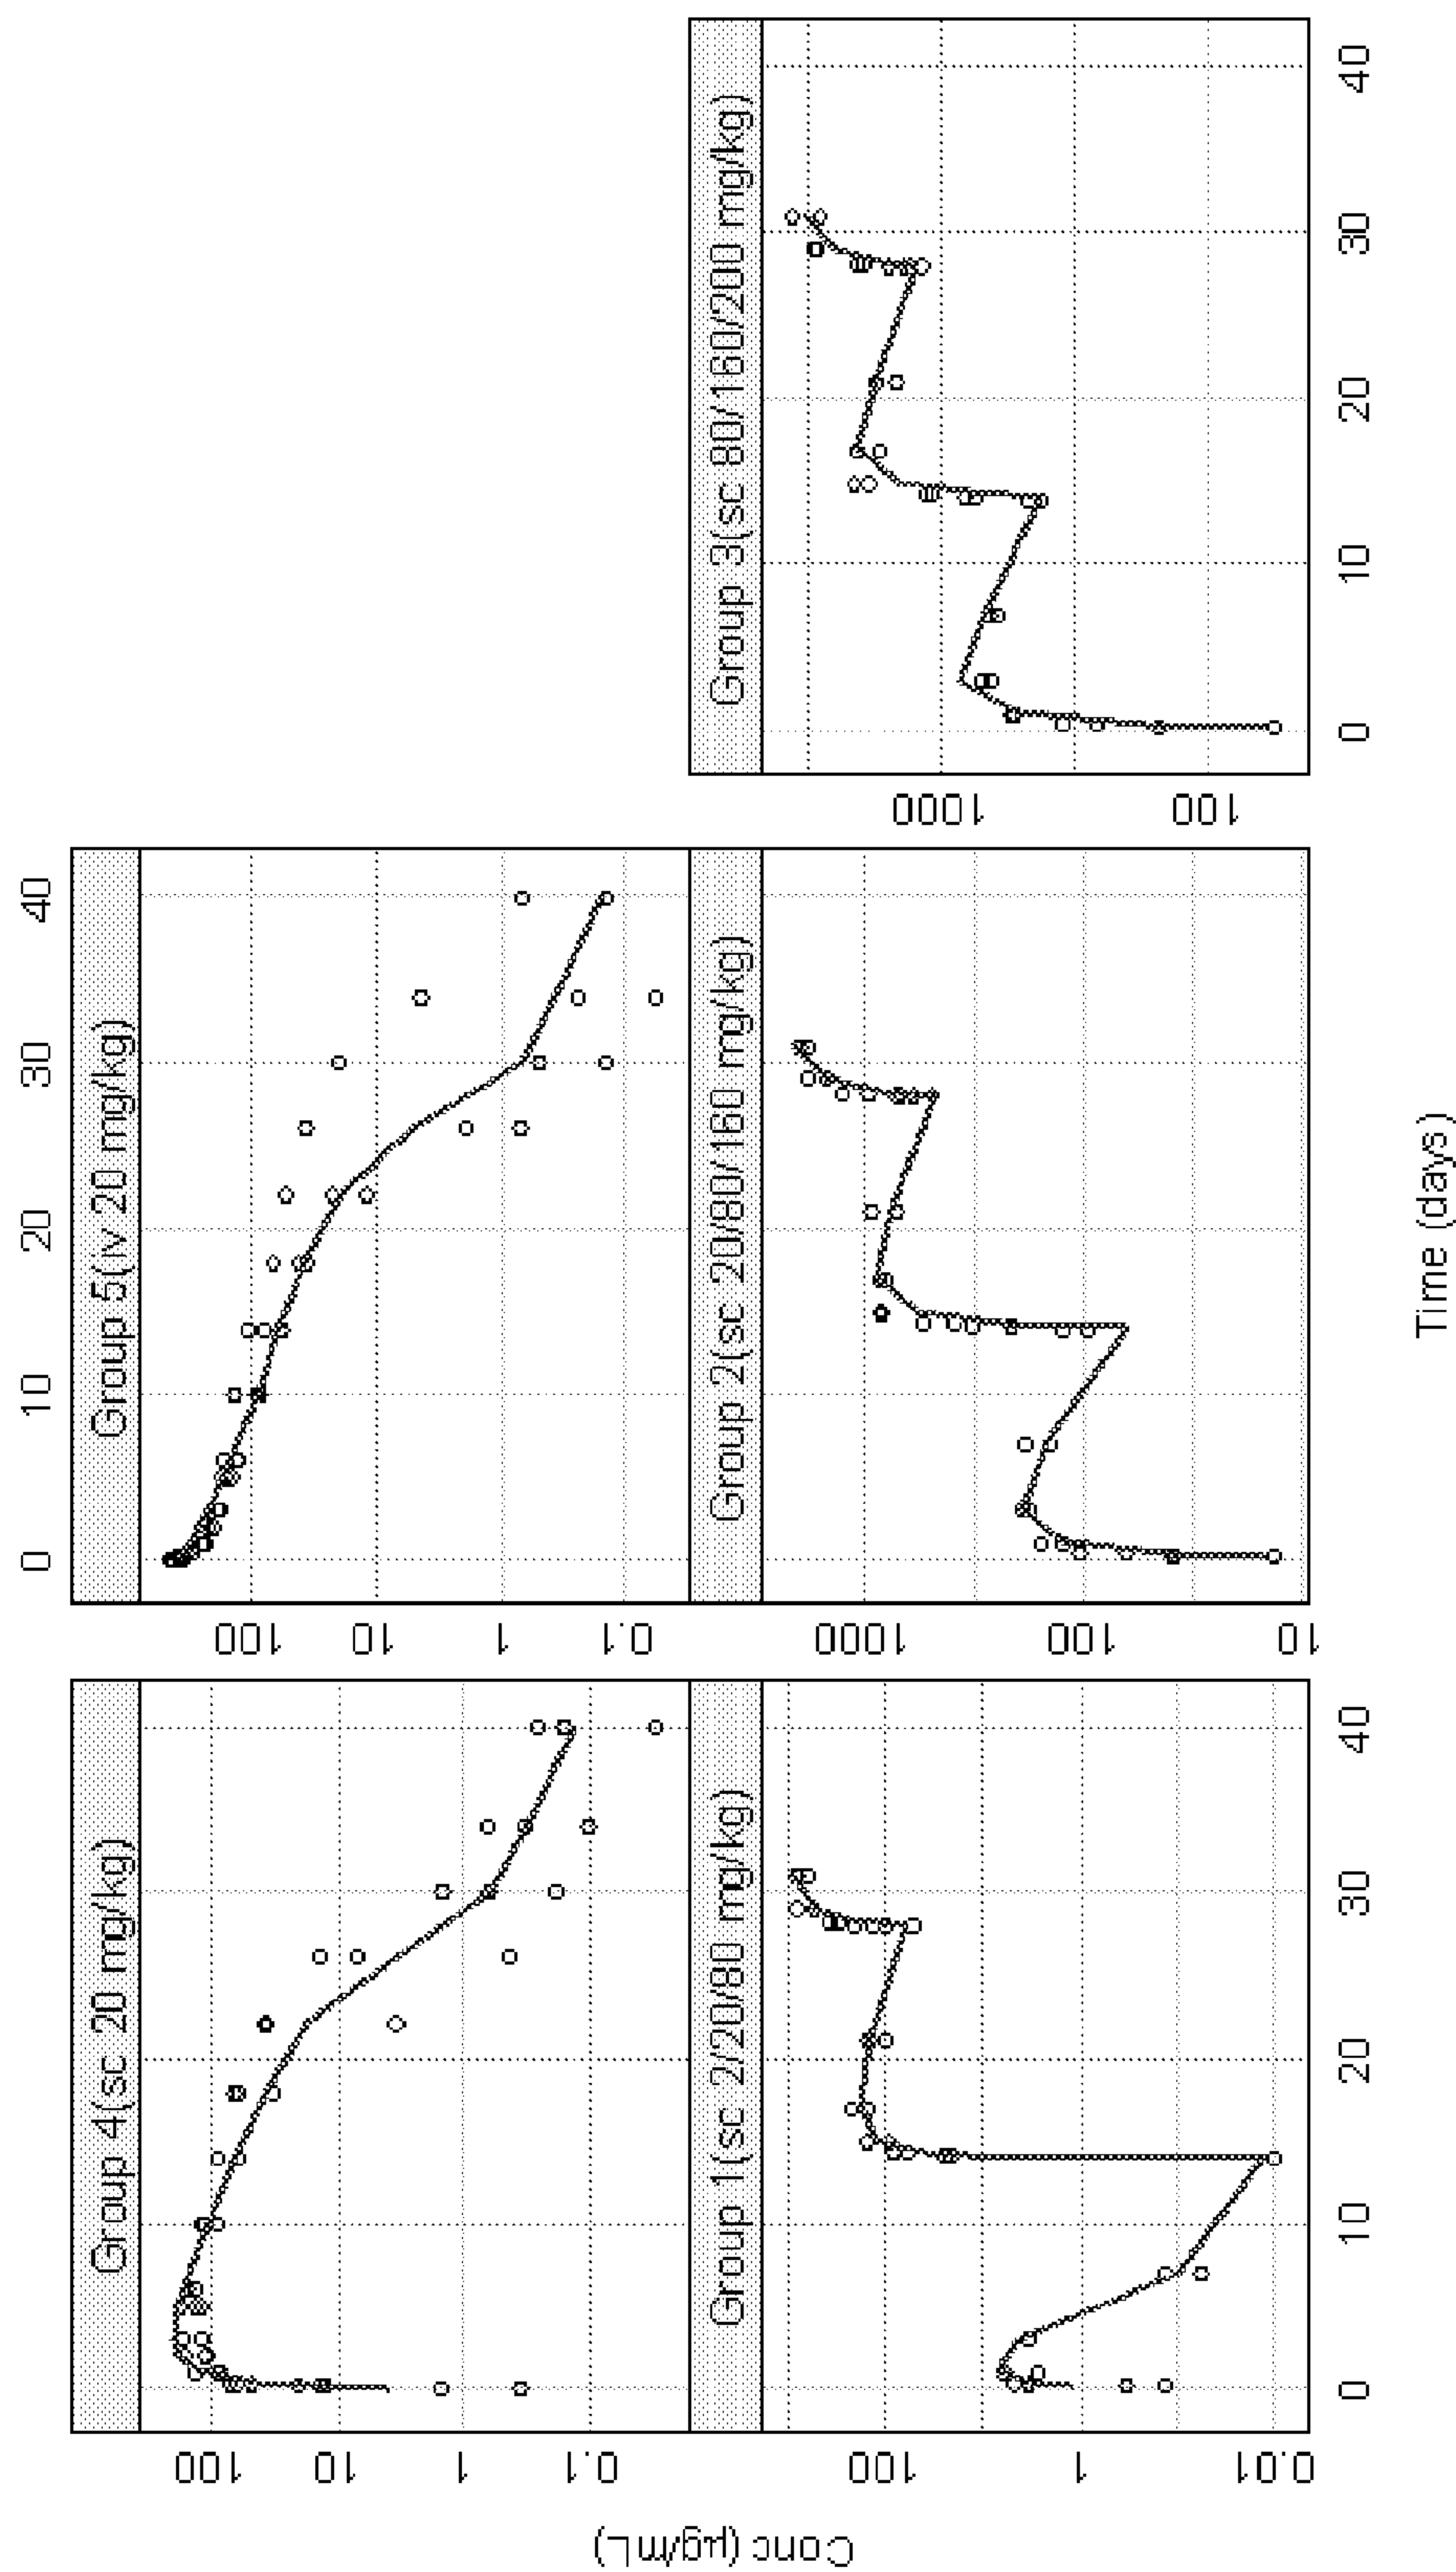 0 10 20 30 40
Group 4(sc 20 mg/kg)
Group 5(iv 20 mg/kg)
100
10
1
0.1
100
10
1
0.1
Group 1(sc 2/20/80 mg/kg)
Group 2(sc 20/80/160 mg/kg)
Group 3(sc 80/160/200 mg/kg)
100
1
0.01
1000
100
10
1000
100
0 10 20 30 40
0 10 20 30 40
Conc (µg/mL)
Time (days)